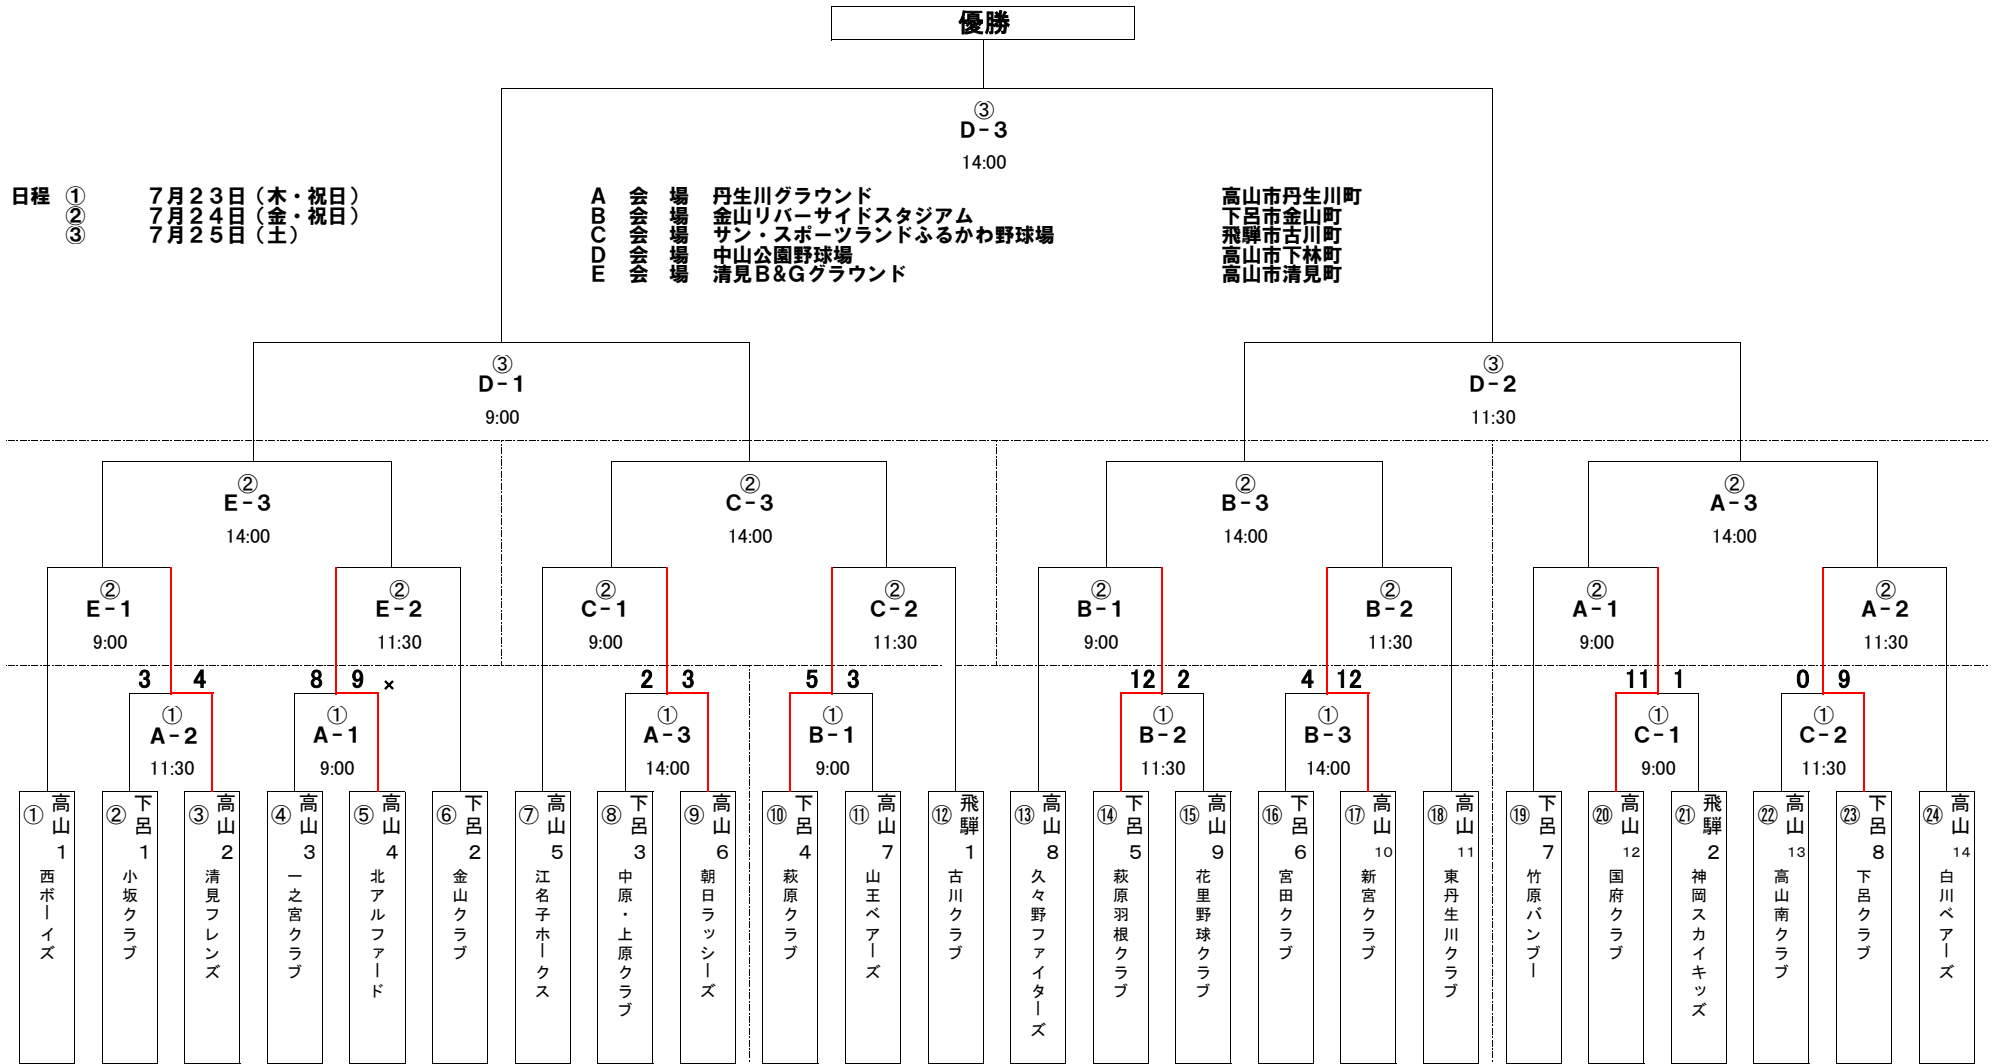 優勝
③
D-3
14:00
日程 ① 7月23日(木・祝日)
② 7月24日(金・祝日)
③ 7月25日(土)
A 会 場 丹生川グラウンド 高山市丹生川町
B 会 場 金山リバーサイドスタジアム 下呂市金山町
C 会 場 サン・スポーツランドふるかわ野球場 飛騨市古川町
D 会 場 中山公園野球場 高山市下林町
E 会 場 清見B&Gグラウンド 高山市清見町
③ ③
D-1 D-2
9:00 11:30
② ② ② ②
E-3 C-3 B-3 A-3
14:00 14:00 14:00 14:00
② ② ② ② ② ② ② ②
E-1 E-2 C-1 C-2 B-1 B-2 A-1 A-2
9:00 11:30 9:00 11:30 9:00 11:30 9:00 11:30
3 4 8 9 × 2 3 5 3 12 2 4 12 11 1 0 9
① ① ① ① ① ① ① ①
A-2 A-1 A-3 B-1 B-2 B-3 C-1 C-2
11:30 9:00 14:00 9:00 11:30 14:00 9:00 11:30
① 高山1 西ボーイズ
② 下呂1 小坂クラブ
③ 高山2 清見フレンズ
④ 高山3 一之宮クラブ
⑤ 高山4 北アルファード
⑥ 下呂2 金山クラブ
⑦ 高山5 江名子ホークス
⑧ 下呂3 中原・上原クラブ
⑨ 高山6 朝日ラッシーズ
⑩ 下呂4 萩原クラブ
⑪ 高山7 山王ベアーズ
⑫ 飛騨1 古川クラブ
⑬ 高山8 久々野ファイターズ
⑭ 下呂5 萩原羽根クラブ
⑮ 高山9 花里野球クラブ
⑯ 下呂6 宮田クラブ
⑰ 高山10 新宮クラブ
⑱ 高山11 東丹生川クラブ
⑲ 下呂7 竹原バンブー
⑳ 高山12 国府クラブ
㉑ 飛騨2 神岡スカイキッズ
㉒ 高山13 高山南クラブ
㉓ 下呂8 下呂クラブ
㉔ 高山14 白川ベアーズ